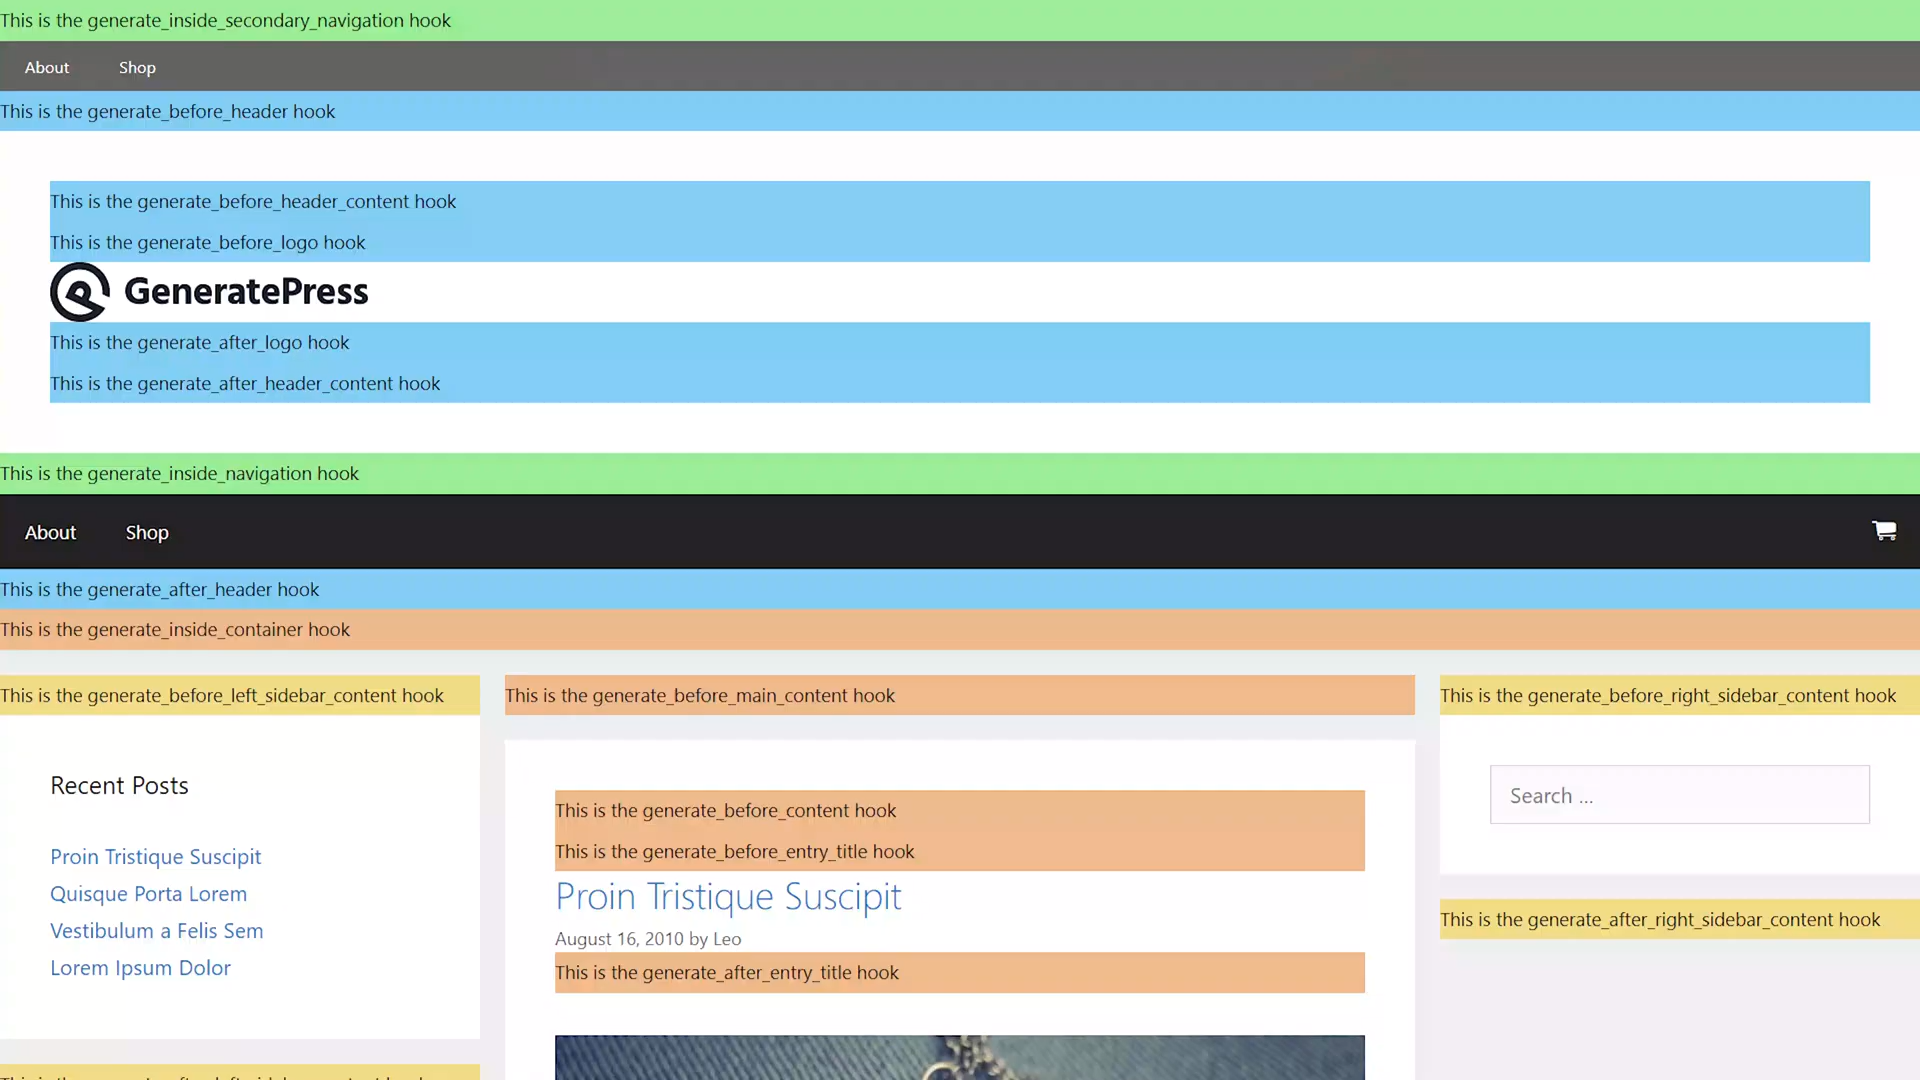 This is the generate_inside_secondary_navigation hook
About Shop
This is the generate_before_header hook
This is the generate_before_header_content hook
This is the generate_before_logo hook
GeneratePress
This is the generate_after_logo hook
This is the generate_after_header_content hook
This is the generate_inside_navigation hook
About Shop
This is the generate_after_header hook
This is the generate_inside_container hook
This is the generate_before_left_sidebar_content hook
Recent Posts
Proin Tristique Suscipit
Quisque Porta Lorem
Vestibulum a Felis Sem
Lorem Ipsum Dolor
This is the generate_before_main_content hook
This is the generate_before_content hook
This is the generate_before_entry_title hook
Proin Tristique Suscipit
August 16, 2010 by Leo
This is the generate_after_entry_title hook
This is the generate_before_right_sidebar_content hook
Search ...
This is the generate_after_right_sidebar_content hook